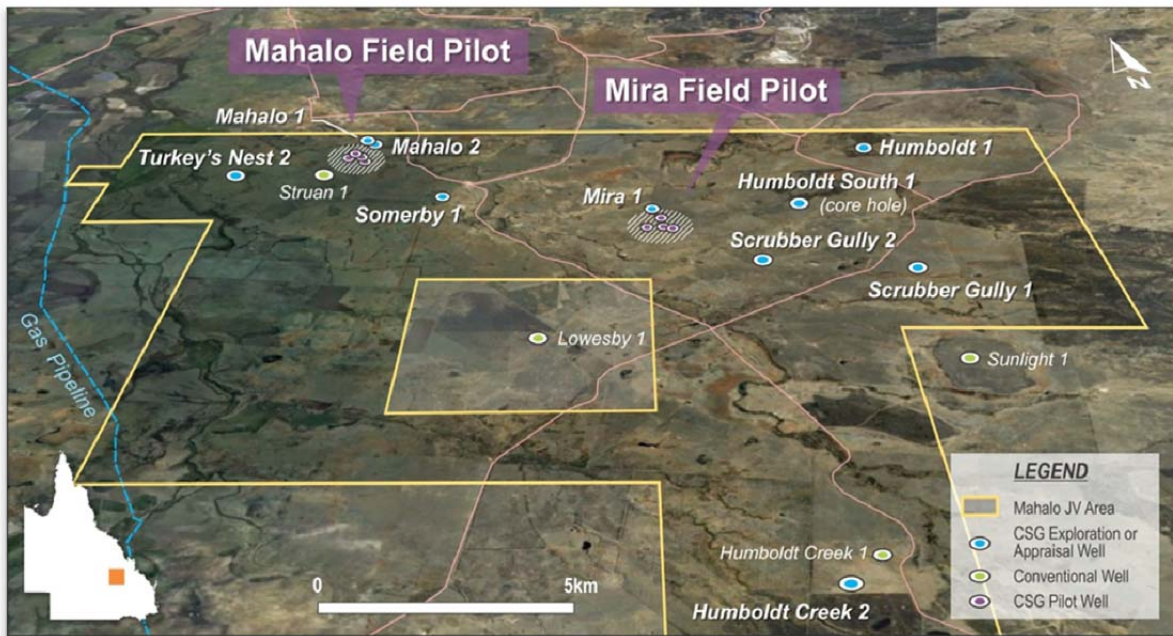 Mahalo Field Pilot
Mira Field Pilot
Z
Mahalo 1
Mahalo 2
Humboldt 1
Turkey's Nest 2
Struan 1
Somerby 1
Mira 1
Humboldt South 1
(core hole)
Scrubber Gully 2
Scrubber Gully 1
Gas Pipeline
Lowesby 1
Sunlight 1
LEGEND
Mahalo JV Area
CSG Exploration or
Appraisal Well
Conventional Well
CSG Pilot Well
Humboldt Creek 1
Humboldt Creek 2
0
5km